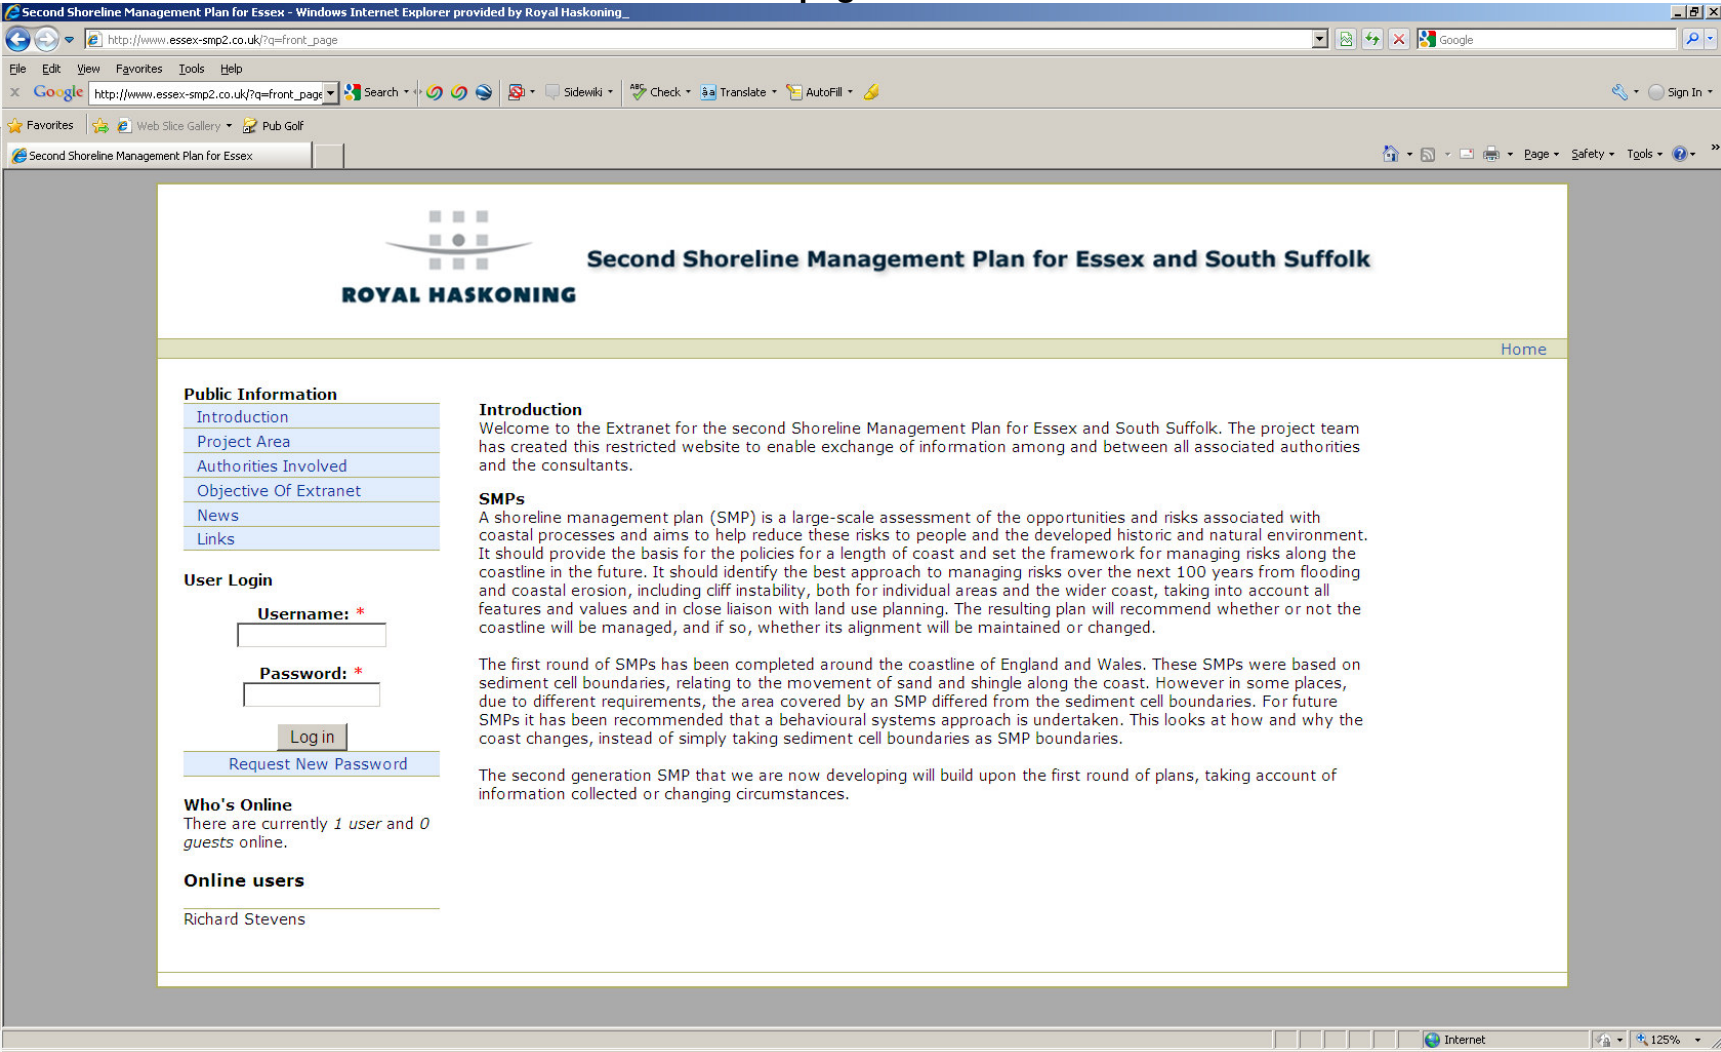 pag
Second Shoreline Management Plan for Essex - Windows Internet Explorer provided by Royal Haskoning_
http://www.essex-smp2.co.uk/?q=front_page
Google
File Edit View Favorites Tools Help
x Google http://www.essex-smp2.co.uk/?q=front_page Search Sidewiki ABC Check Translate AutoFill Sign In
Favorites Web Slice Gallery Pub Golf
Second Shoreline Management Plan for Essex Page Safety Tools »
Second Shoreline Management Plan for Essex and South Suffolk
ROYAL HASKONING
Home
Public Information
Introduction
Project Area
Authorities Involved
Objective Of Extranet
News
Links
User Login
Username: *
Password: *
Log in
Request New Password
Who's Online
There are currently 1 user and 0
guests online.
Online users
Richard Stevens
Introduction
Welcome to the Extranet for the second Shoreline Management Plan for Essex and South Suffolk. The project team
has created this restricted website to enable exchange of information among and between all associated authorities
and the consultants.
SMPs
A shoreline management plan (SMP) is a large-scale assessment of the opportunities and risks associated with
coastal processes and aims to help reduce these risks to people and the developed historic and natural environment.
It should provide the basis for the policies for a length of coast and set the framework for managing risks along the
coastline in the future. It should identify the best approach to managing risks over the next 100 years from flooding
and coastal erosion, including cliff instability, both for individual areas and the wider coast, taking into account all
features and values and in close liaison with land use planning. The resulting plan will recommend whether or not the
coastline will be managed, and if so, whether its alignment will be maintained or changed.
The first round of SMPs has been completed around the coastline of England and Wales. These SMPs were based on
sediment cell boundaries, relating to the movement of sand and shingle along the coast. However in some places,
due to different requirements, the area covered by an SMP differed from the sediment cell boundaries. For future
SMPs it has been recommended that a behavioural systems approach is undertaken. This looks at how and why the
coast changes, instead of simply taking sediment cell boundaries as SMP boundaries.
The second generation SMP that we are now developing will build upon the first round of plans, taking account of
information collected or changing circumstances.
Internet 125%